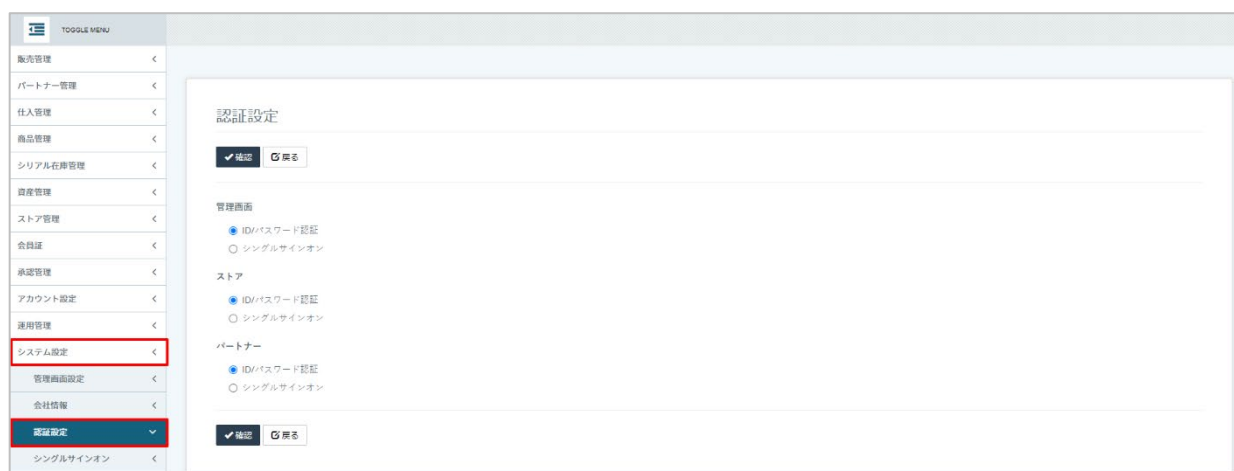 TOGGLE MENU
販売管理
パートナー管理
仕入管理
商品管理
シリアル在庫管理
資産管理
ストア管理
会員証
承認管理
アカウント設定
運用管理
システム設定
管理画面設定
会社情報
認証設定
シングルサインオン
認証設定
確認 戻る
管理画面
ID/パスワード認証
シングルサインオン
ストア
ID/パスワード認証
シングルサインオン
パートナー
ID/パスワード認証
シングルサインオン
確認 戻る